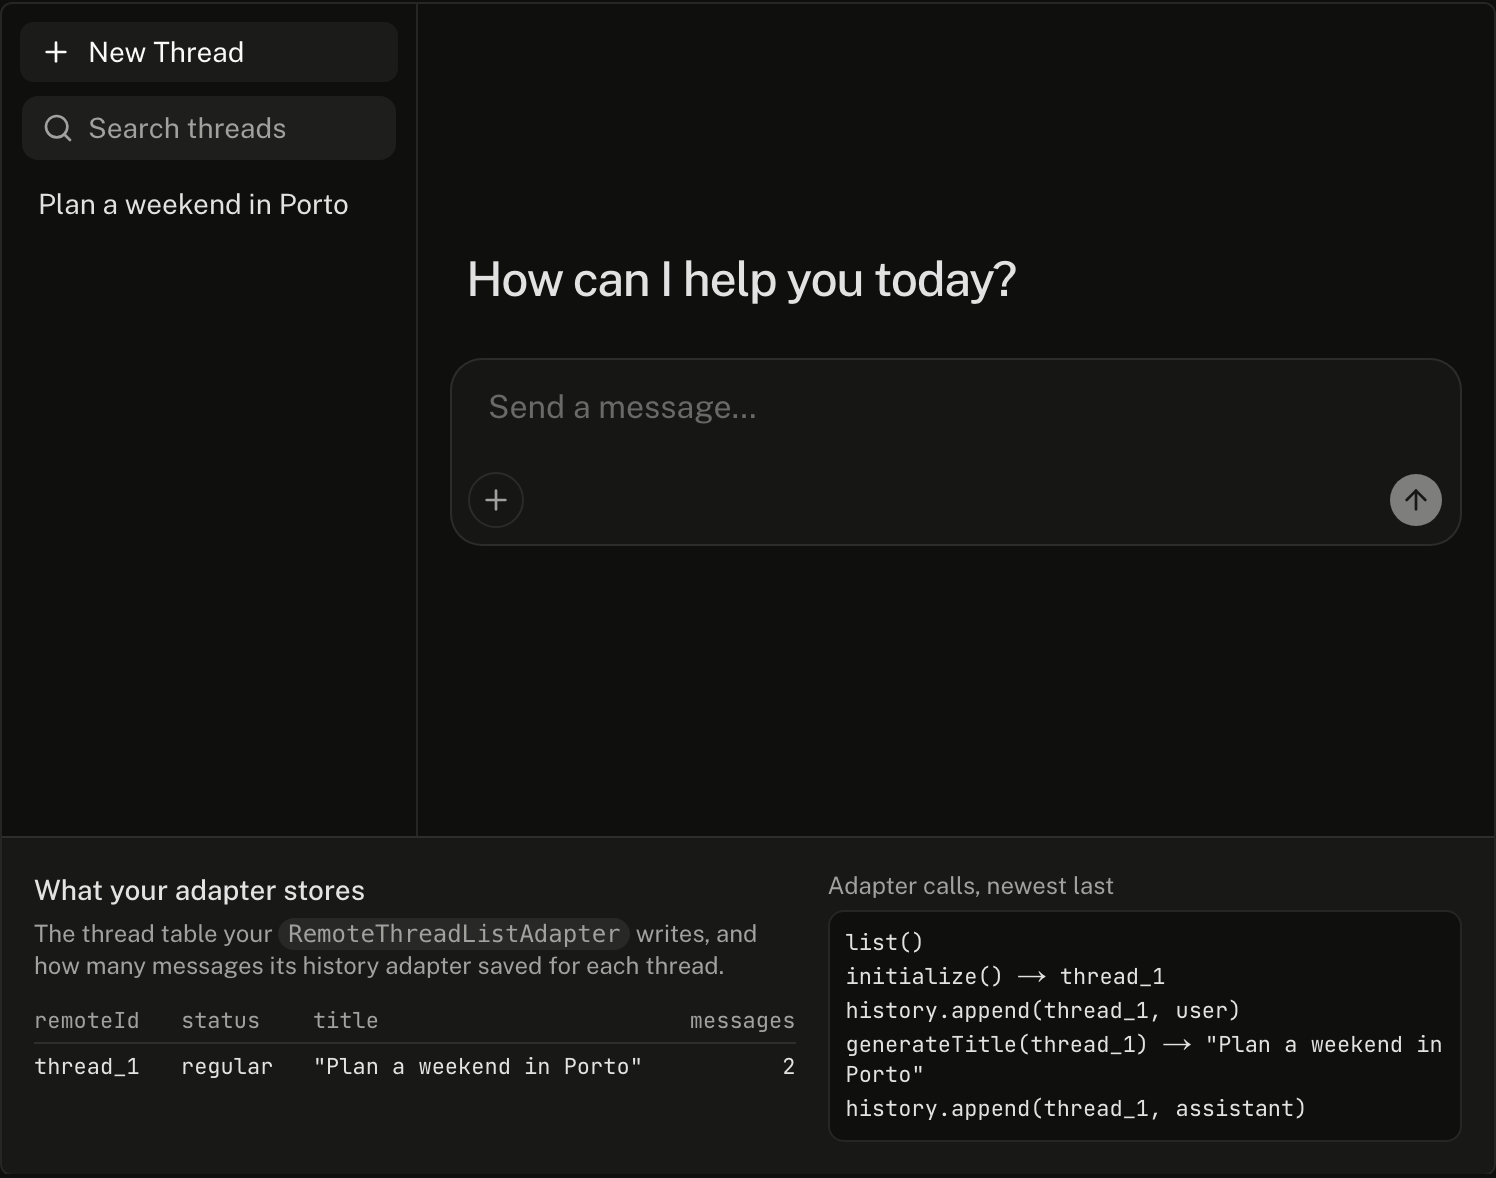 New Thread
Search threads
Plan a weekend in Porto
How can I help you today?
Send a message...
What your adapter stores
The thread table your RemoteThreadListAdapter writes, and
how many messages its history adapter saved for each thread.
remoteId status title messages
thread_1 regular "Plan a weekend in Porto" 2
Adapter calls, newest last
list()
initialize() ⟶ thread_1
history.append(thread_1, user)
generateTitle(thread_1) ⟶ "Plan a weekend in
Porto"
history.append(thread_1, assistant)